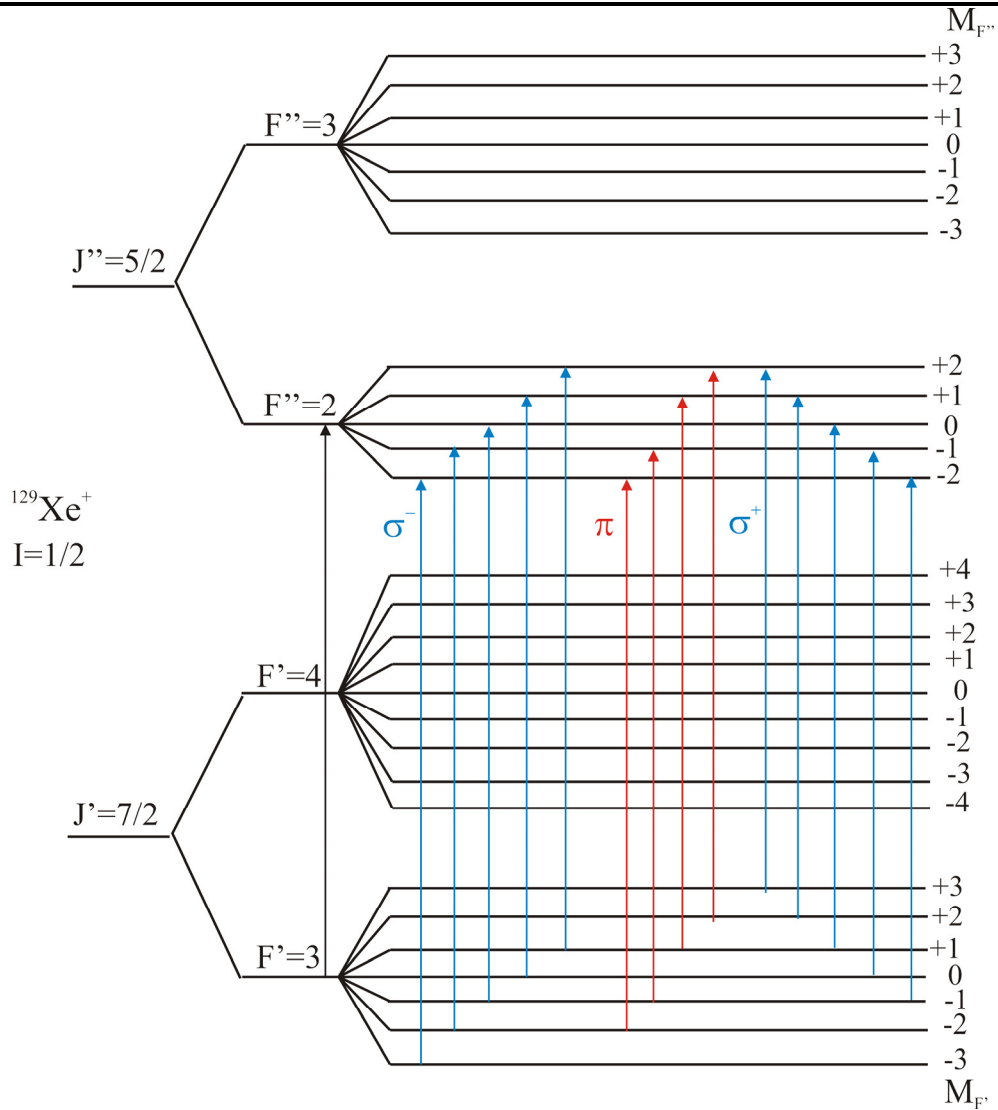 M_F''
+3
+2
+1
0
-1
-2
-3
F''=3
J''=5/2
F''=2
+2
+1
0
-1
-2
¹²⁹Xe⁺
I=1/2
σ⁻
π
σ⁺
+4
+3
+2
+1
0
-1
-2
-3
-4
F'=4
J'=7/2
F'=3
+3
+2
+1
0
-1
-2
-3
M_F'